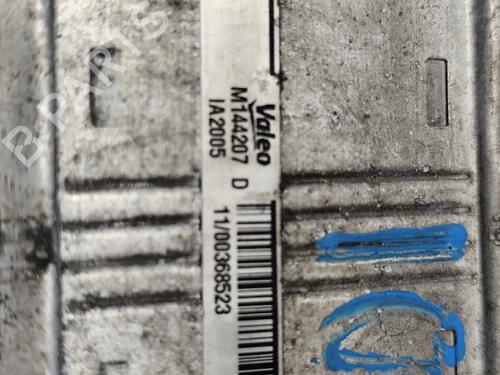 Valeo
M144207 D
IA2005
11/00368523
B-PARTS